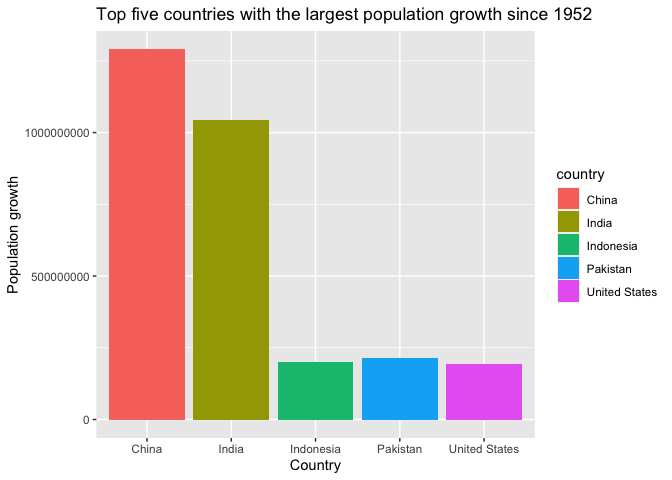 Top five countries with the largest population growth since 1952
Population growth
1000000000
500000000
0
China
India
Indonesia
Pakistan
United States
Country
country
China
India
Indonesia
Pakistan
United States